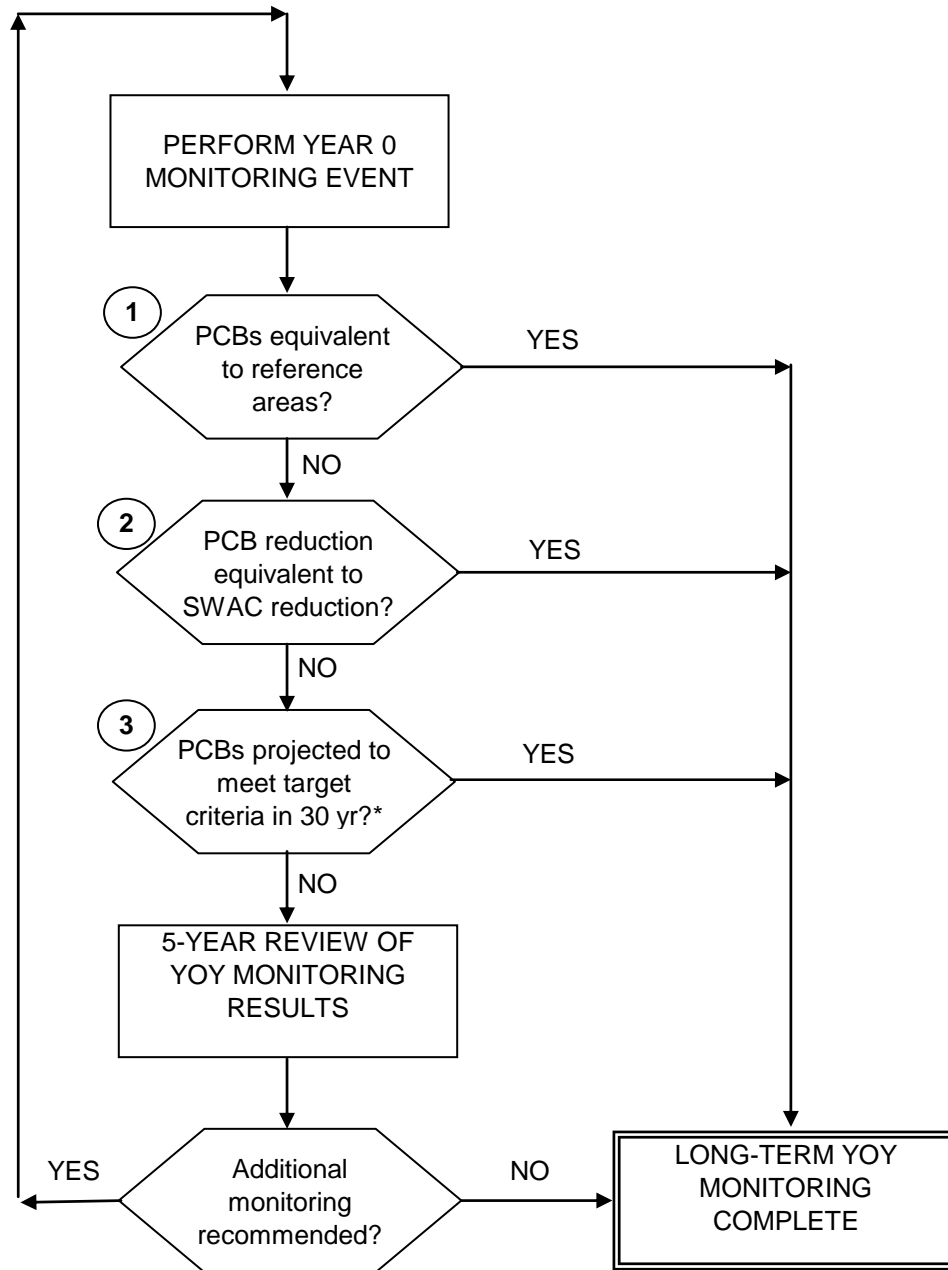 PERFORM YEAR 0
MONITORING EVENT
1
PCBs equivalent
to reference
areas?
YES
NO
2
PCB reduction
equivalent to
SWAC reduction?
YES
NO
3
PCBs projected to
meet target
criteria in 30 yr?*
YES
NO
5-YEAR REVIEW OF
YOY MONITORING
RESULTS
YES
Additional
monitoring
recommended?
NO
LONG-TERM YOY
MONITORING
COMPLETE